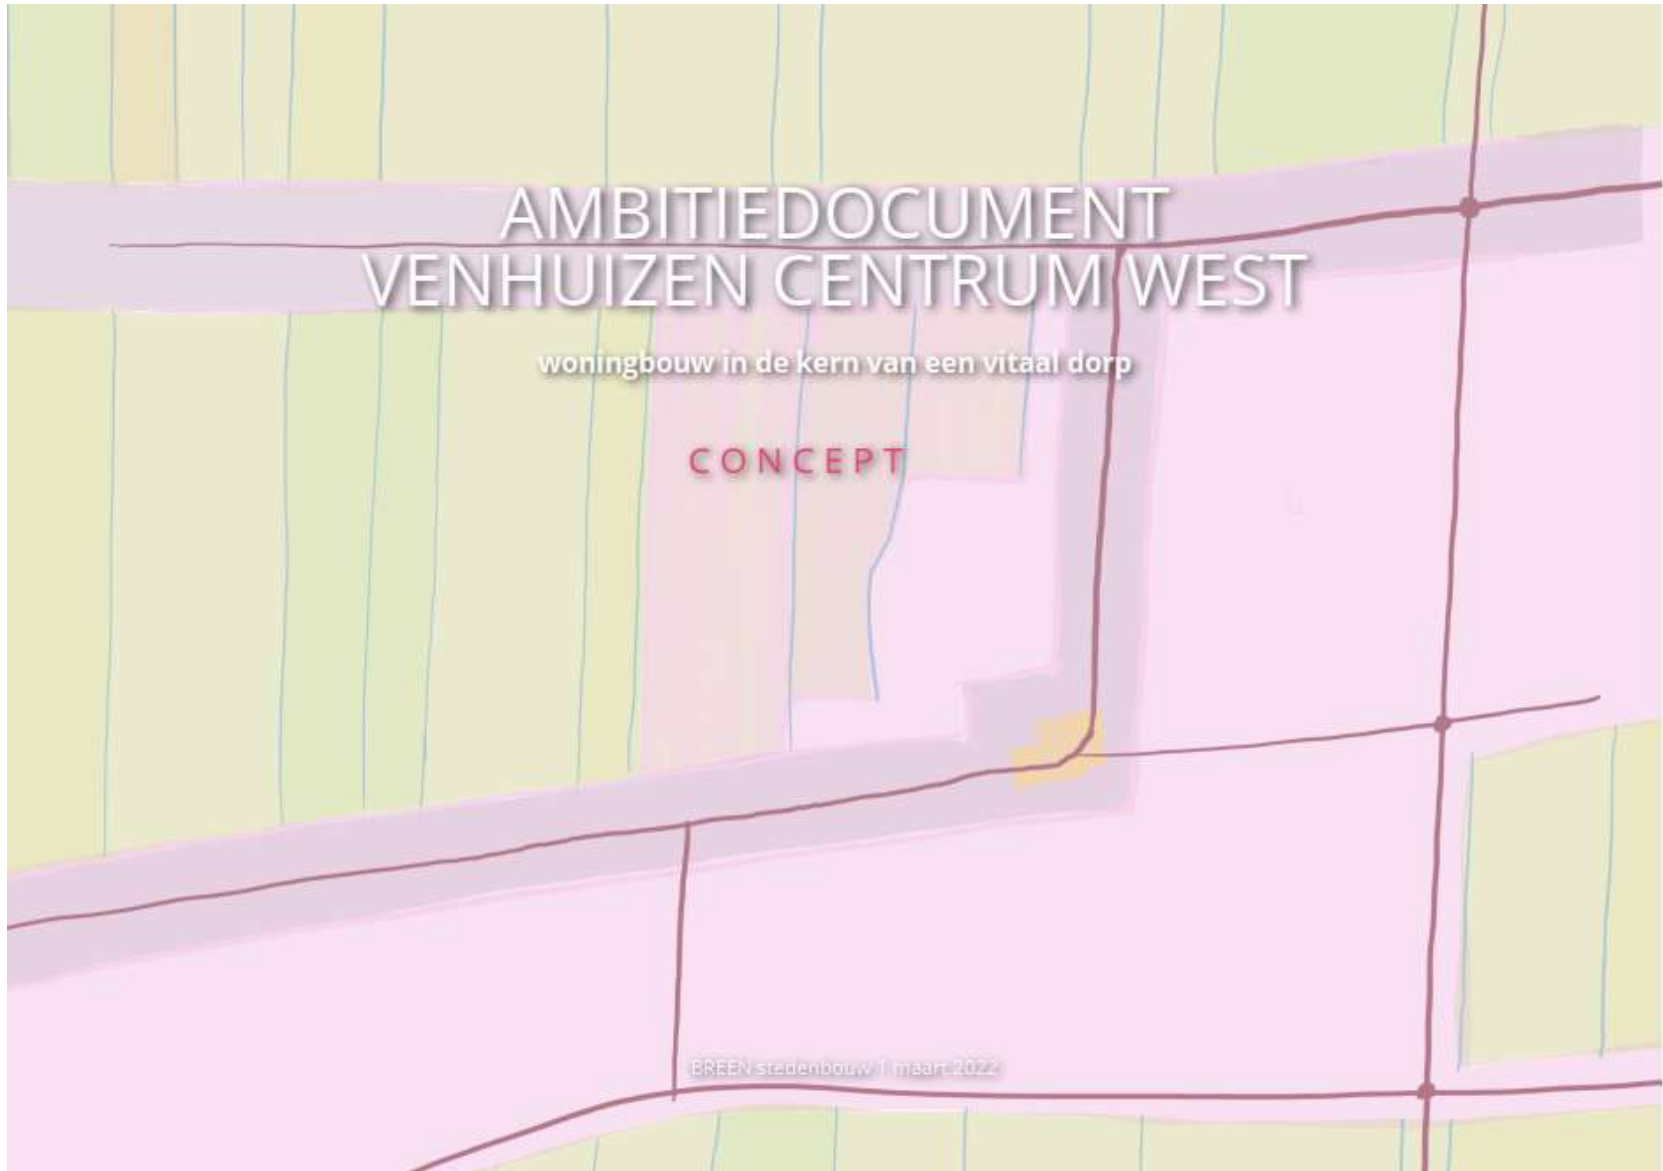 AMBITIEDOCUMENT
VENHUIZEN CENTRUM WEST
woningbouw in de kern van een vitaal dorp
CONCEPT
BREEN stedenbouw 1 maart 2022